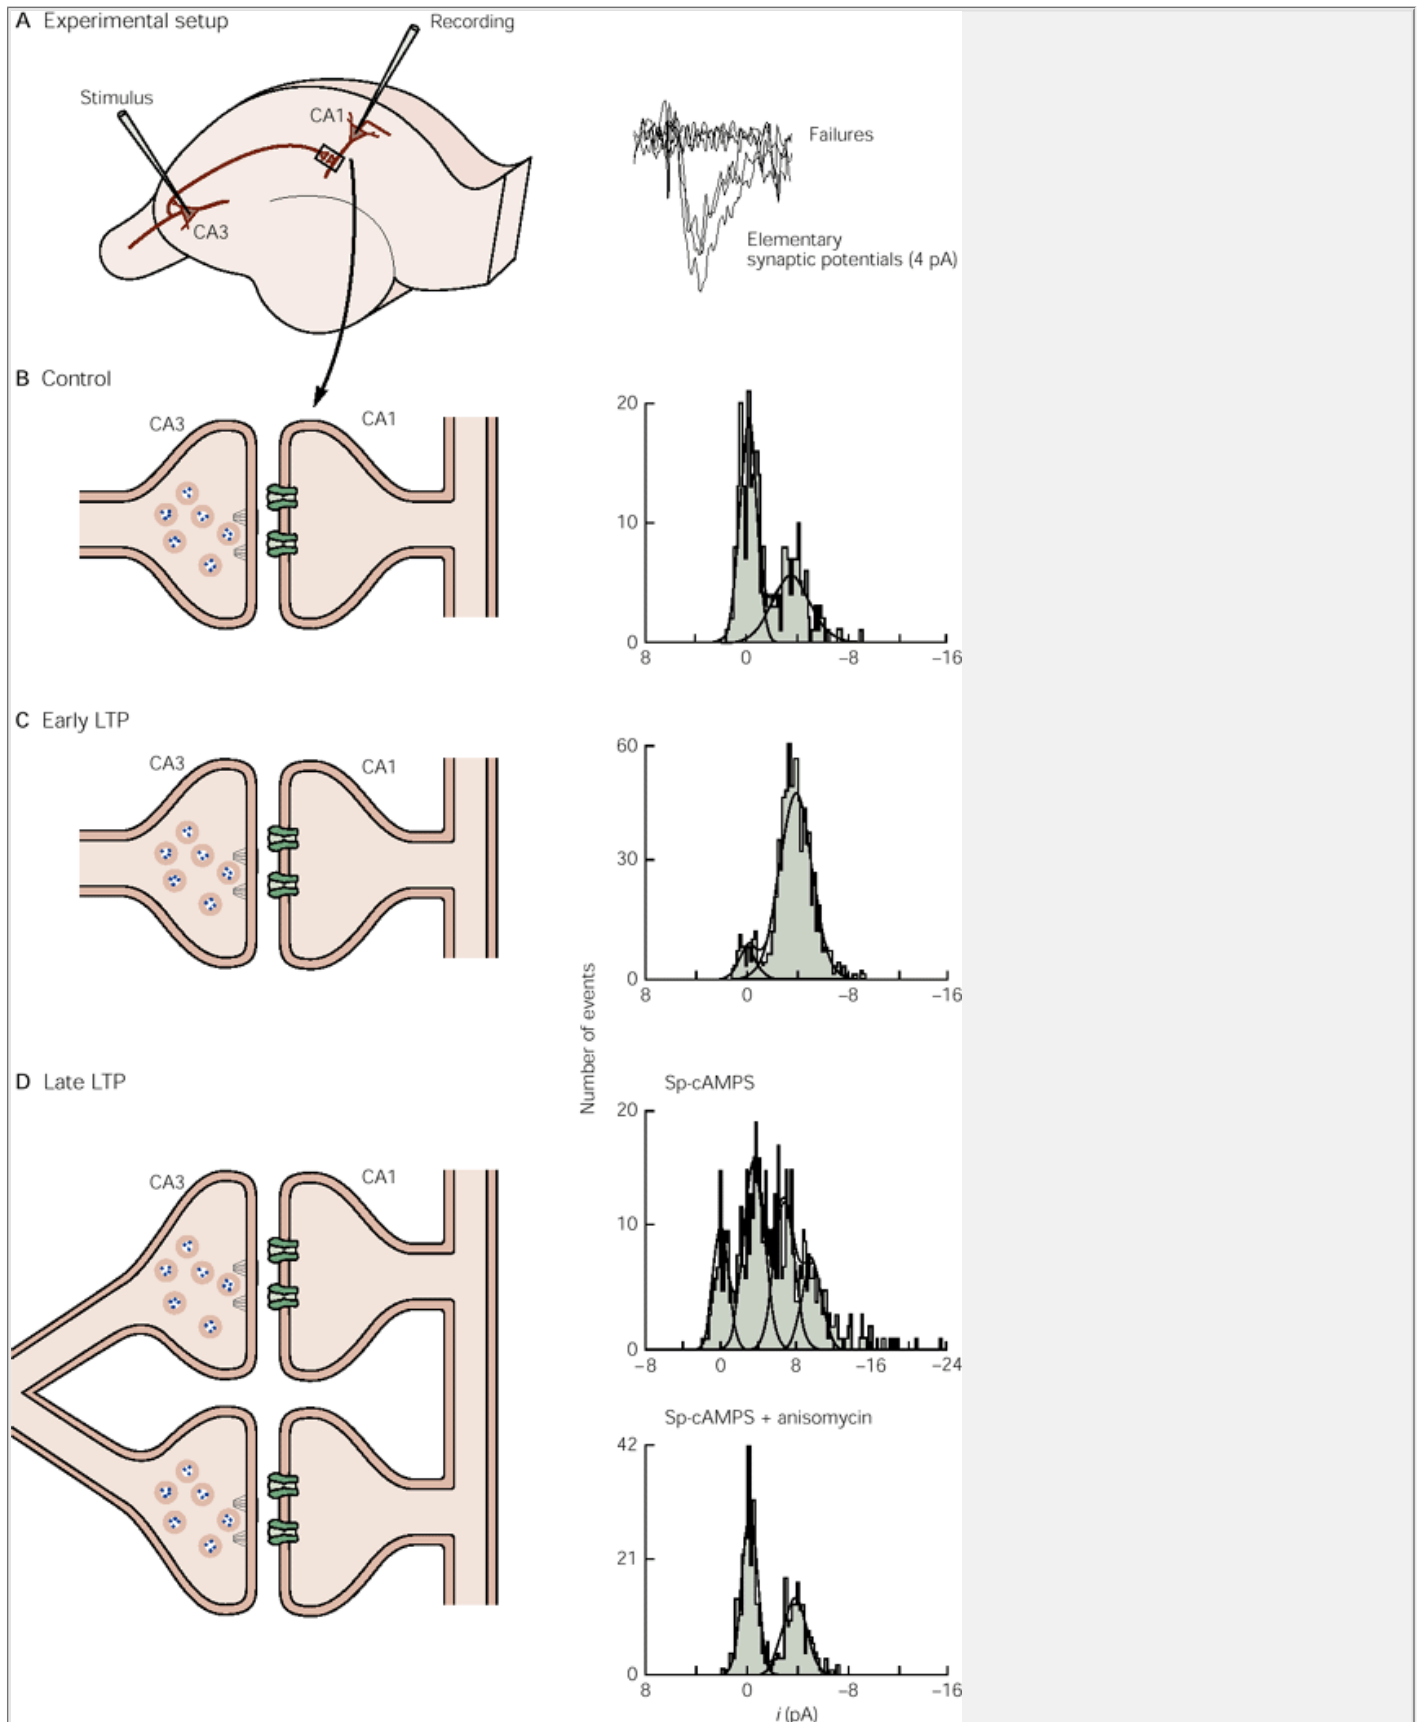 A Experimental setup
Recording
Stimulus
CA1
CA3
Failures
Elementary
synaptic potentials (4 pA)
B Control
CA3
CA1
20
10
0
8 0 –8 –16
C Early LTP
CA3
CA1
60
30
0
8 0 –8 –16
Number of events
D Late LTP
Sp-cAMPS
CA3
CA1
20
10
0
–8 0 8 –16 –24
Sp-cAMPS + anisomycin
42
21
0
8 0 –8 –16
i (pA)